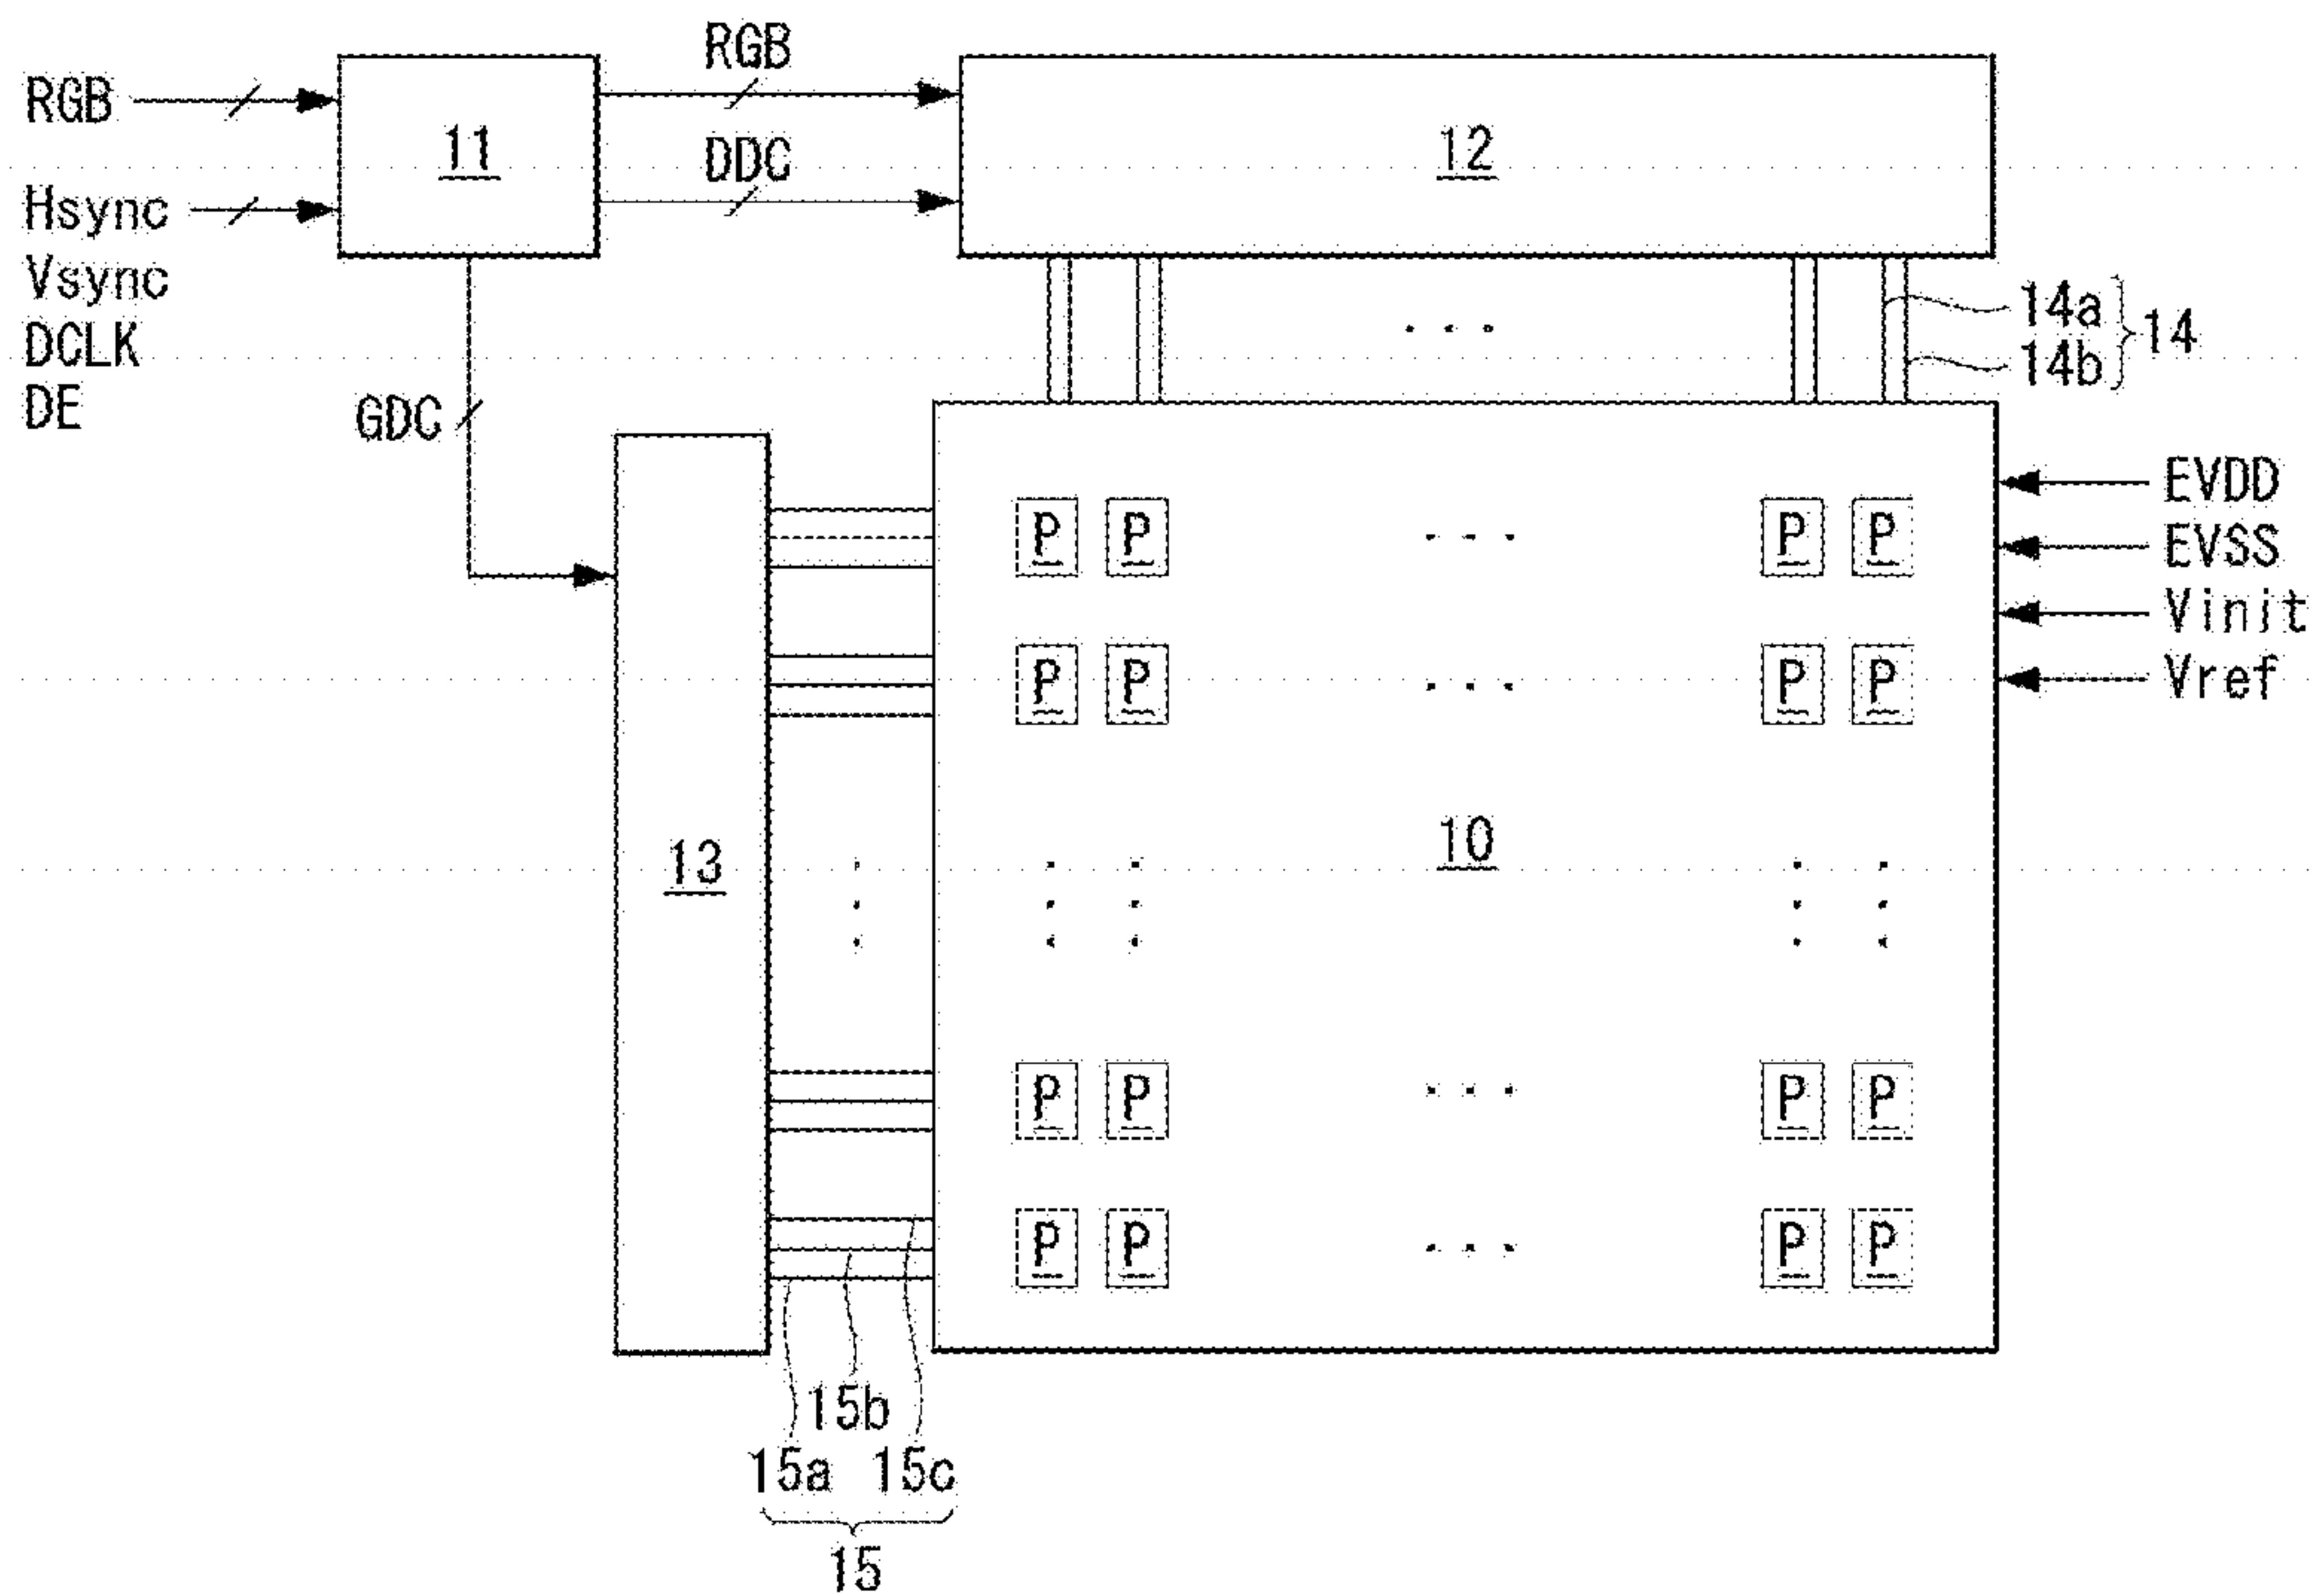 RGB
RGB
11
12
DDC
Hsync
Vsync
DCLK
DE
14a
14
14b
GDC
EVDD
P P P P
EVSS
Vinit
P P P P
Vref
10
13
P P P P
P P P P
15b
15a 15c
15